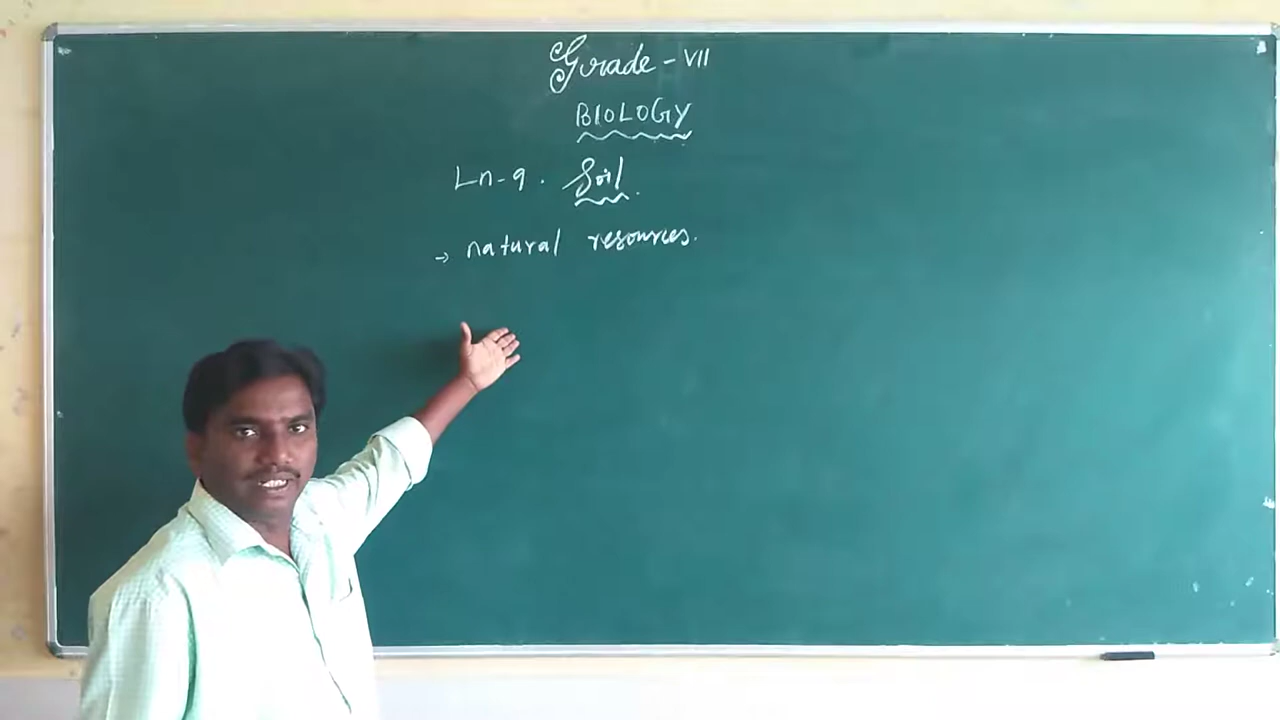 Grade - VII
BIOLOGY
Ln-9. Soil.
→ natural resources.